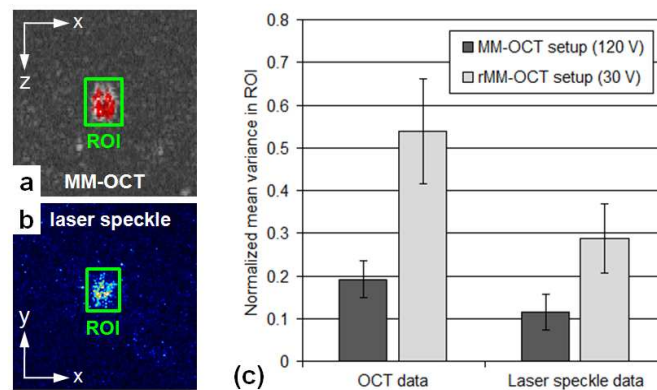 x
z
ROI
a
MM-OCT
b
laser speckle
ROI
y
x
(c)
Normalized mean variance in ROI
0.8
0.7
0.6
0.5
0.4
0.3
0.2
0.1
0
MM-OCT setup (120 V)
rMM-OCT setup (30 V)
OCT data
Laser speckle data